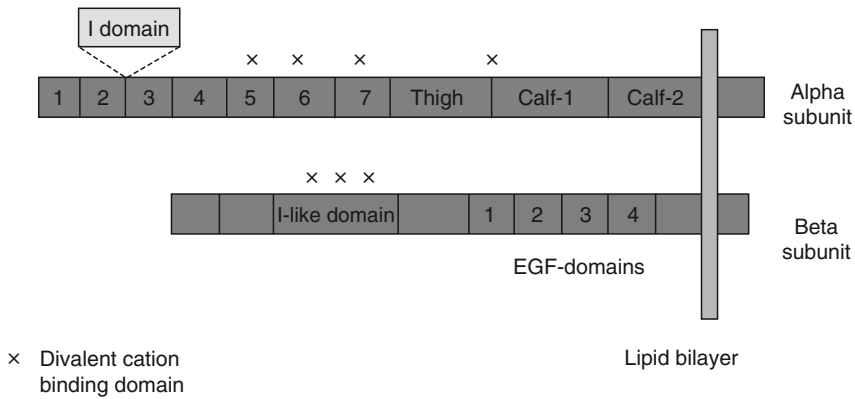 I domain
× × × ×
1 2 3 4 5 6 7 Thigh Calf-1 Calf-2
Alpha
subunit
× × ×
I-like domain 1 2 3 4
Beta
subunit
EGF-domains
× Divalent cation
binding domain
Lipid bilayer